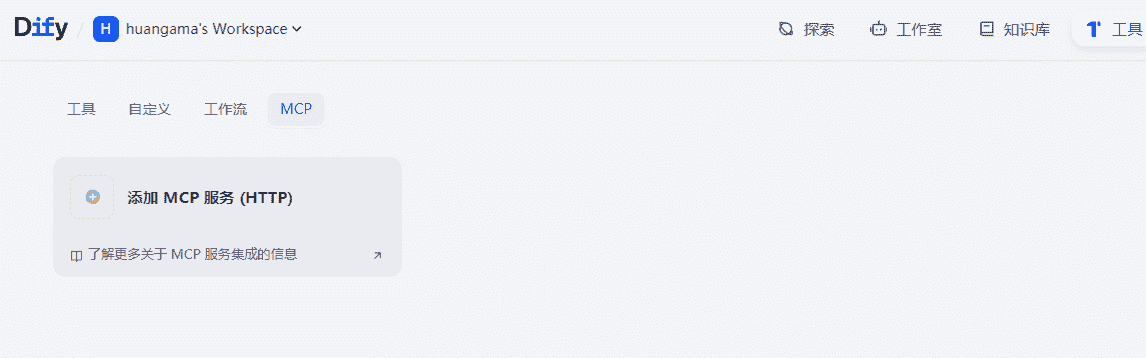 Dify / H huangama's Workspace 探索 工作室 知识库 工具
工具 自定义 工作流 MCP
添加 MCP 服务 (HTTP)
了解更多关于 MCP 服务集成的信息